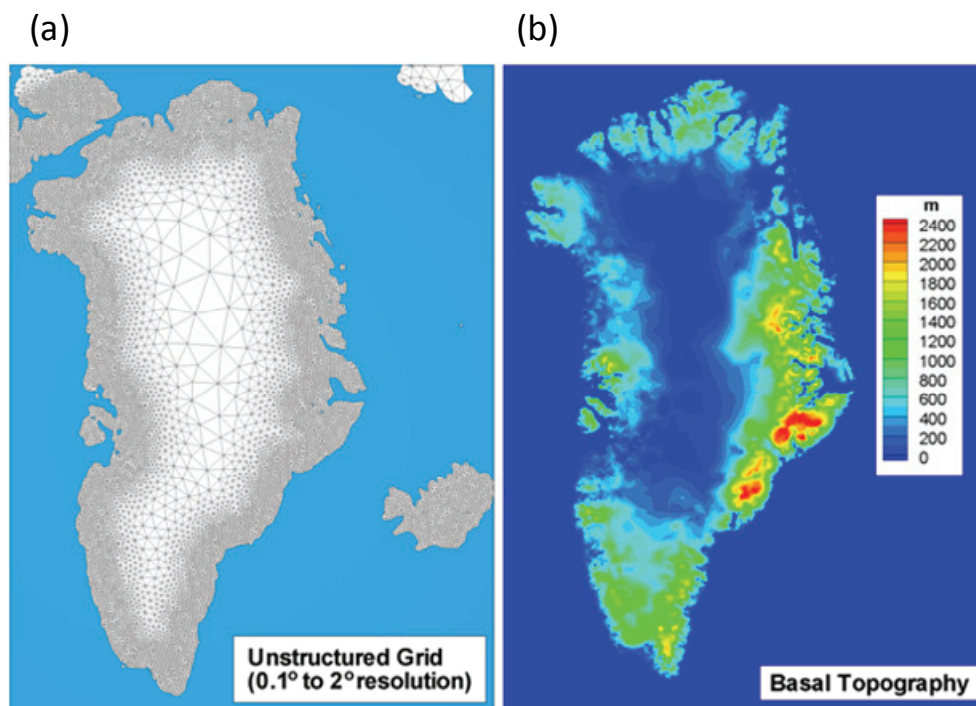 (a)
(b)
Unstructured Grid
(0.1° to 2° resolution)
m
2400
2200
2000
1800
1600
1400
1200
1000
800
600
400
200
0
Basal Topography